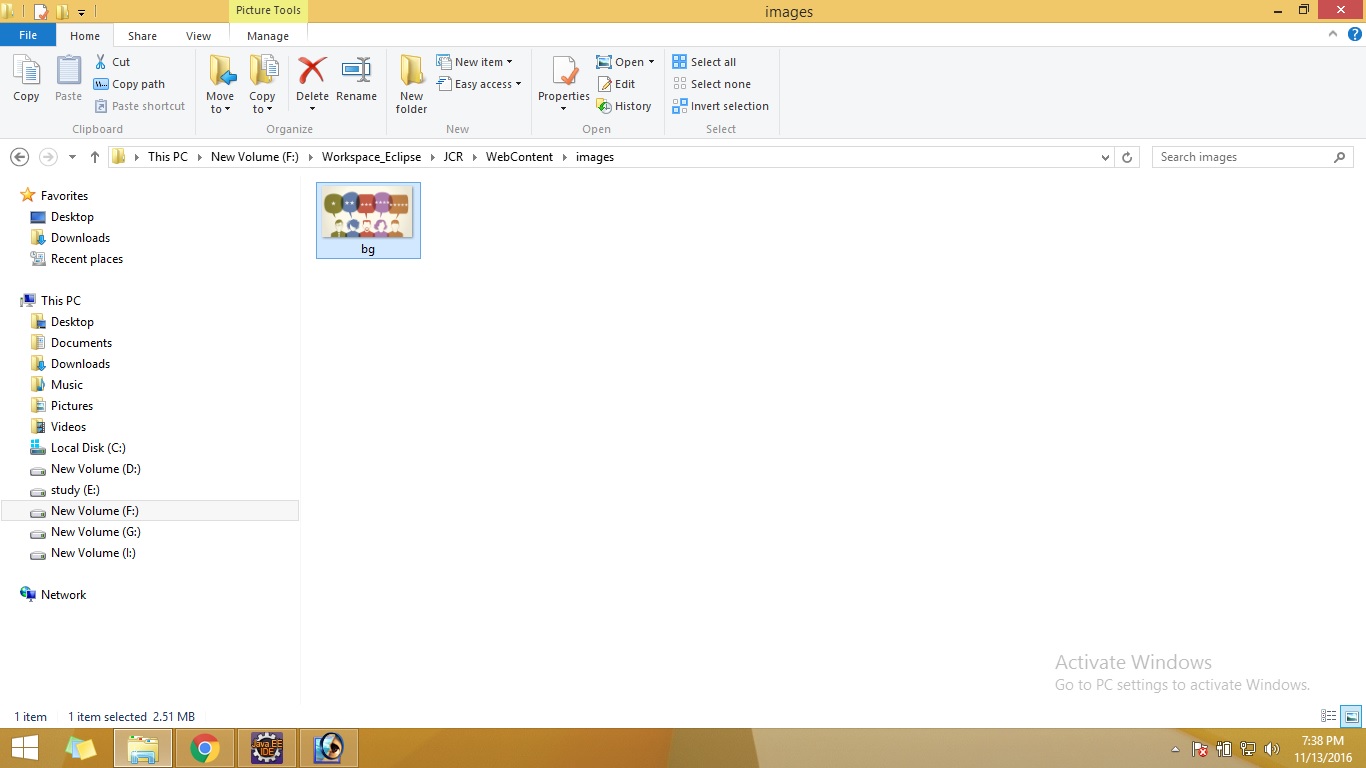 Picture Tools
images
File
Home
Share
View
Manage
Copy
Paste
Cut
Copy path
Paste shortcut
Clipboard
Move to
Copy to
Delete
Rename
Organize
New folder
New item
Easy access
New
Properties
Open
Edit
History
Open
Select all
Select none
Invert selection
Select
This PC
New Volume (F:)
Workspace_Eclipse
JCR
WebContent
images
Search images
Favorites
Desktop
Downloads
Recent places
This PC
Desktop
Documents
Downloads
Music
Pictures
Videos
Local Disk (C:)
New Volume (D:)
study (E:)
New Volume (F:)
New Volume (G:)
New Volume (I:)
Network
bg
Activate Windows
Go to PC settings to activate Windows.
1 item
1 item selected 2.51 MB
Java EE
IDE
7:38 PM
11/13/2016